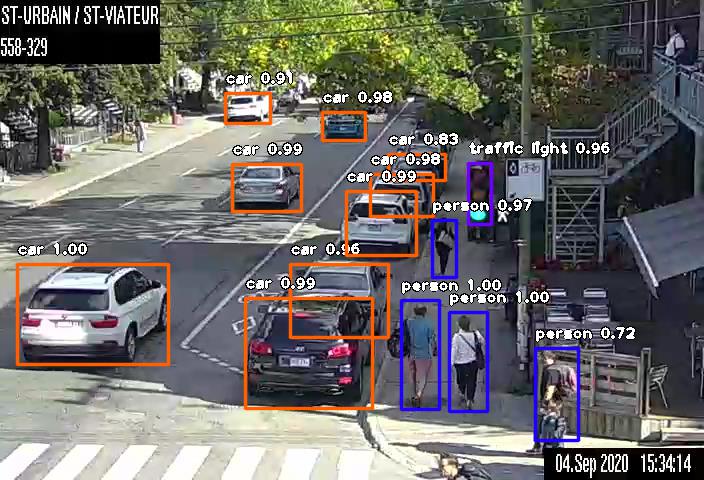 ST-URBAIN / ST-VIATEUR
558-329
car 0.91
car 0.98
car 0.83
traffic light 0.96
car 0.99
car 0.98
car 0.99
person 0.97
car 1.00
car 0.96
car 0.99
person 1.00
person 1.00
person 0.72
04.Sep 2020 15:34:14